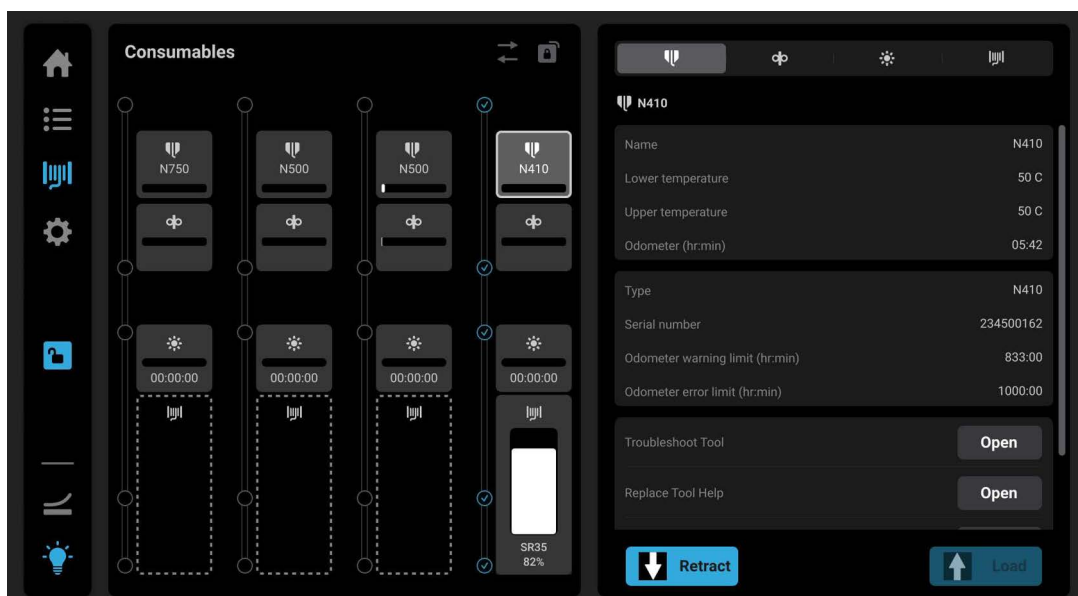 Consumables
N750
N500
N500
N410
00:00:00
00:00:00
00:00:00
00:00:00
SR35
82%
N410
Name N410
Lower temperature 50 C
Upper temperature 50 C
Odometer (hr:min) 05:42
Type N410
Serial number 234500162
Odometer warning limit (hr:min) 833:00
Odometer error limit (hr:min) 1000:00
Troubleshoot Tool Open
Replace Tool Help Open
Retract
Load